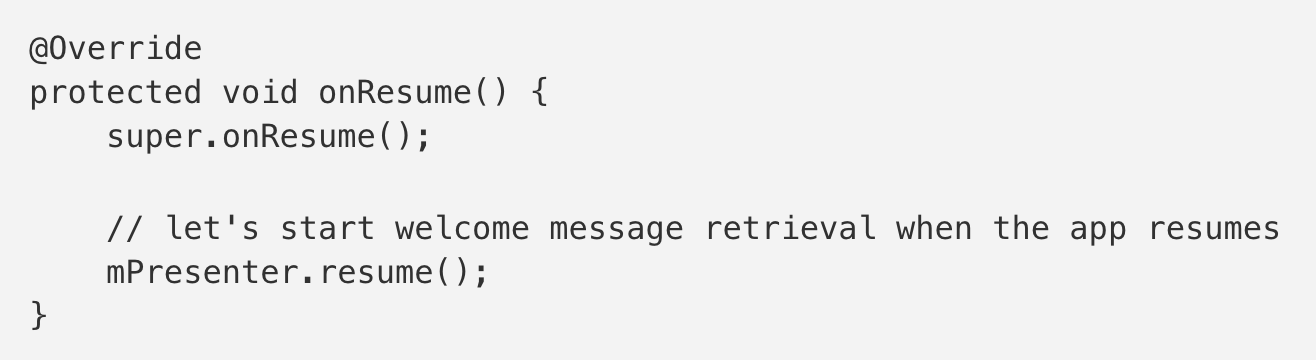 @Override
protected void onResume() {
    super.onResume();

    // let's start welcome message retrieval when the app resumes
    mPresenter.resume();
}